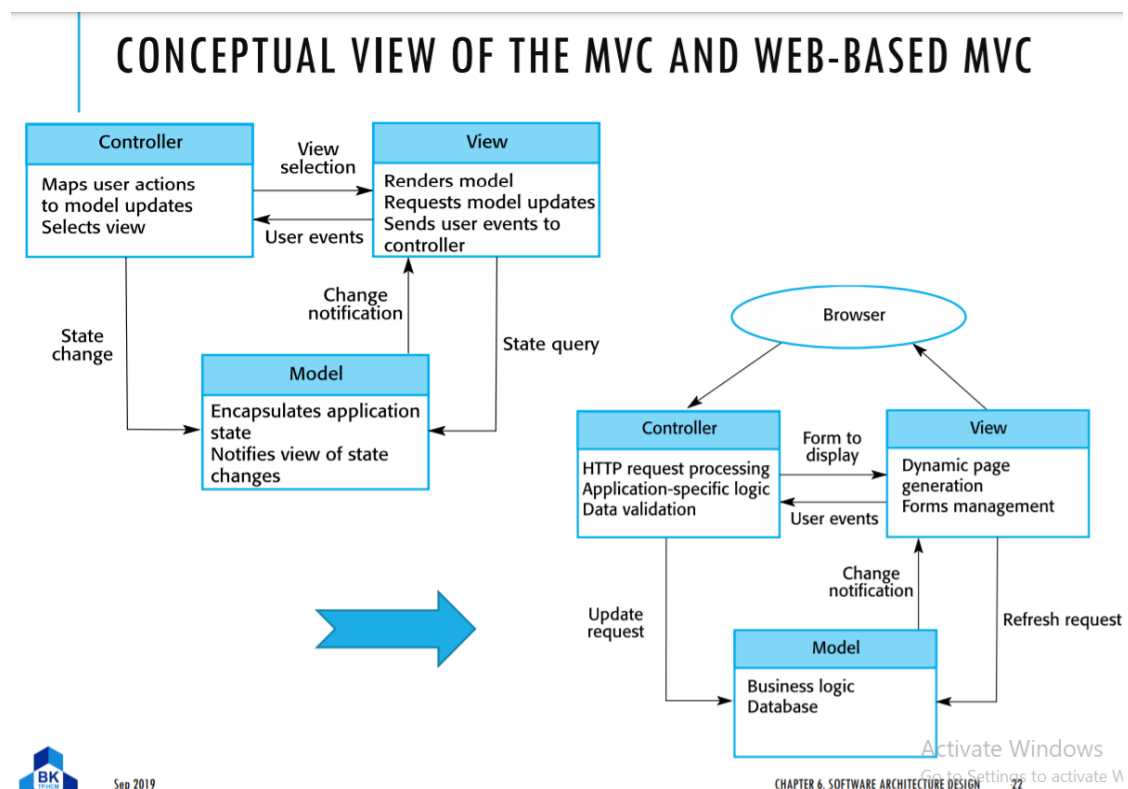 CONCEPTUAL VIEW OF THE MVC AND WEB-BASED MVC
Controller
Maps user actions
to model updates
Selects view
View
selection
User events
View
Renders model
Requests model updates
Sends user events to
controller
State
change
Change
notification
State query
Model
Encapsulates application
state
Notifies view of state
changes
Browser
Controller
HTTP request processing
Application-specific logic
Data validation
Form to
display
User events
View
Dynamic page
generation
Forms management
Update
request
Change
notification
Refresh request
Model
Business logic
Database
Activate Windows
Go to Settings to activate W
BK
TP.HCM
Sep 2019
CHAPTER 6. SOFTWARE ARCHITECTURE DESIGN
22